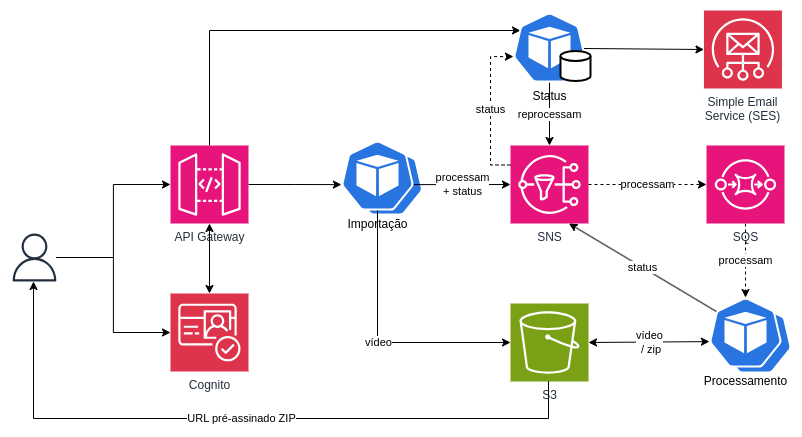 Status
reprocessam
status
Simple Email
Service (SES)
API Gateway
Importação
processam
+ status
SNS
processam
SQS
processam
status
Cognito
vídeo
S3
vídeo
/ zip
Processamento
URL pré-assinado ZIP